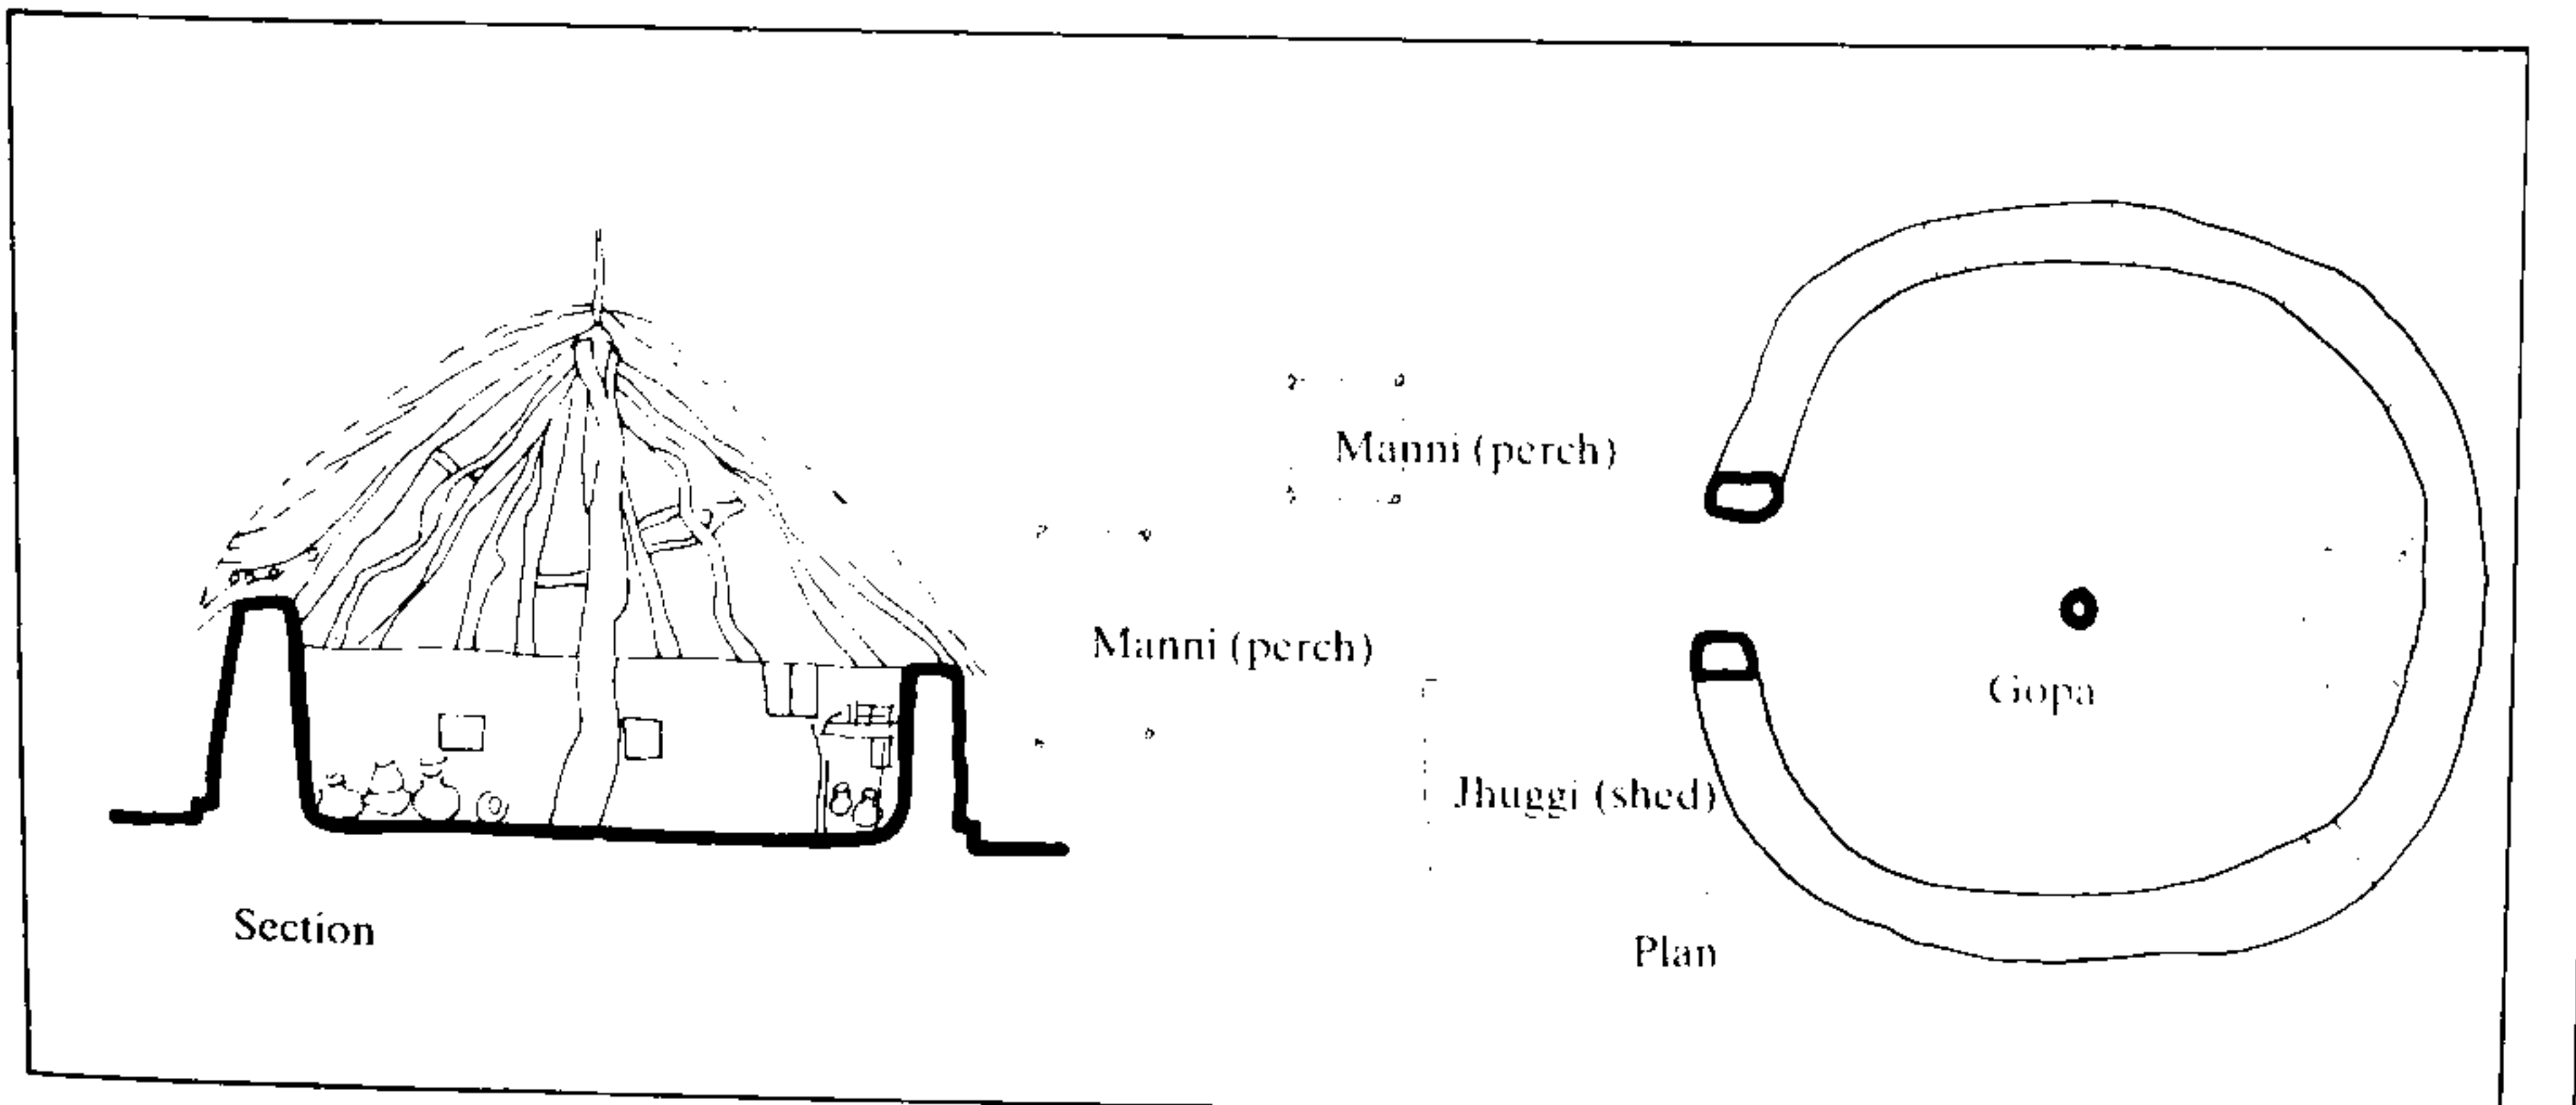 Manni (perch)
Manni (perch)
Gopa
Jhuggi (shed)
Section
Plan